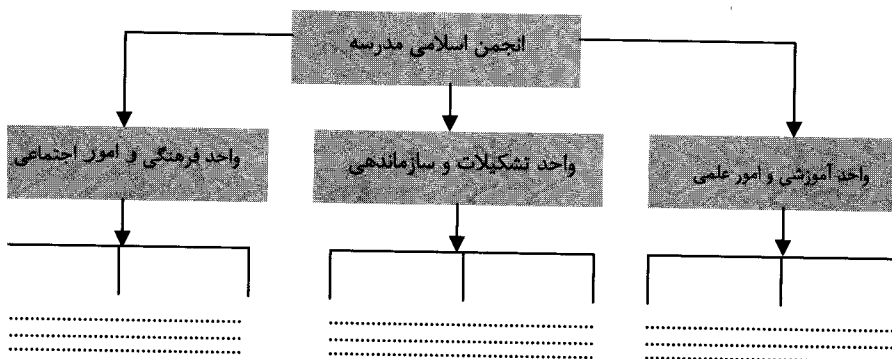 انجمن اسلامی مدرسه
واحد آموزشی و امور علمی
واحد تشکیلات و سازماندهی
واحد فرهنگی و امور اجتماعی